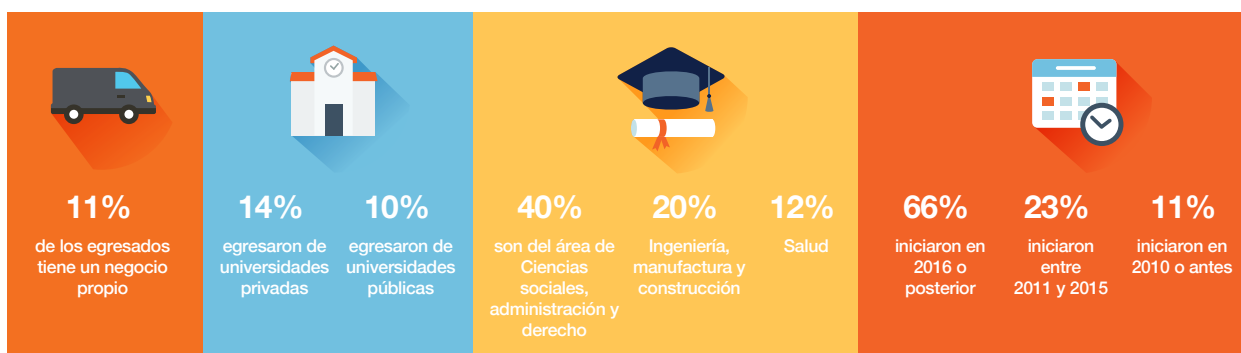 11%
de los egresados
tiene un negocio
propio
14%
egresaron de
universidades
privadas
10%
egresaron de
universidades
públicas
40%
son del área de
Ciencias
sociales,
administración y
derecho
20%
Ingeniería,
manufactura y
construcción
12%
Salud
66%
iniciaron en
2016 o
posterior
23%
iniciaron
entre
2011 y 2015
11%
iniciaron en
2010 o antes